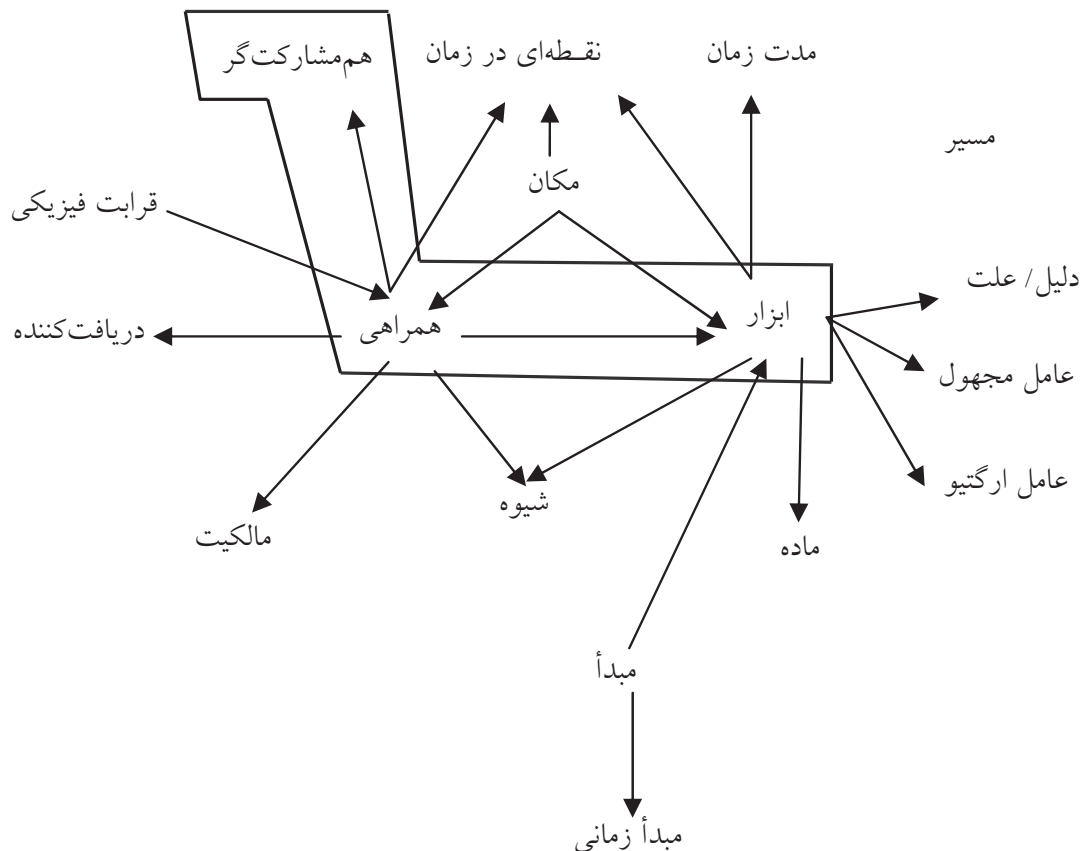 مدت زمان
نقطه‌ای در زمان
هم‌مشارکت‌گر
مسیر
مکان
قرابت فیزیکی
دلیل/ علت
ابزار
همراهی
دریافت‌کننده
عامل مجهول
عامل ارگتیو
شیوه
مالکیت
ماده
مبدأ
مبدأ زمانی